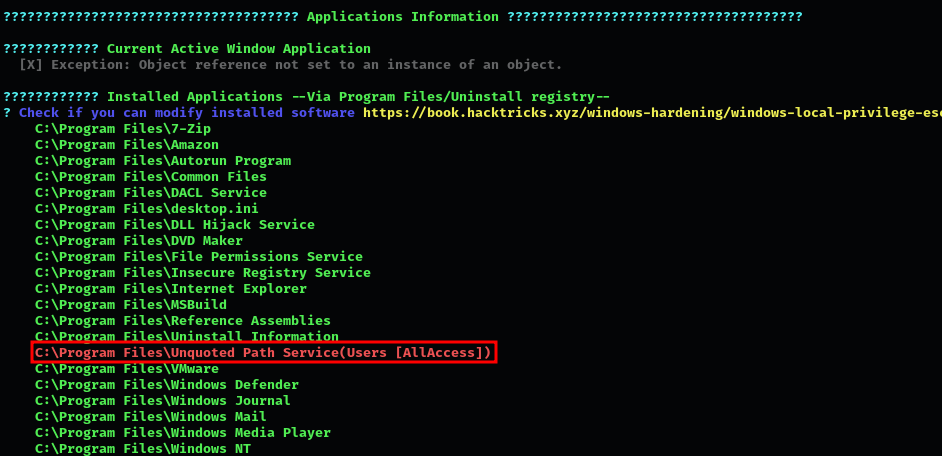 ????????????????????????????????????? Applications Information ?????????????????????????????????????
???????????? Current Active Window Application
[X] Exception: Object reference not set to an instance of an object.
???????????? Installed Applications --Via Program Files/Uninstall registry--
? Check if you can modify installed software https://book.hacktricks.xyz/windows-hardening/windows-local-privilege-esc
C:\Program Files\7-Zip
C:\Program Files\Amazon
C:\Program Files\Autorun Program
C:\Program Files\Common Files
C:\Program Files\DACL Service
C:\Program Files\desktop.ini
C:\Program Files\DLL Hijack Service
C:\Program Files\DVD Maker
C:\Program Files\File Permissions Service
C:\Program Files\Insecure Registry Service
C:\Program Files\Internet Explorer
C:\Program Files\MSBuild
C:\Program Files\Reference Assemblies
C:\Program Files\Uninstall Information
C:\Program Files\Unquoted Path Service(Users [AllAccess])
C:\Program Files\VMware
C:\Program Files\Windows Defender
C:\Program Files\Windows Journal
C:\Program Files\Windows Mail
C:\Program Files\Windows Media Player
C:\Program Files\Windows NT